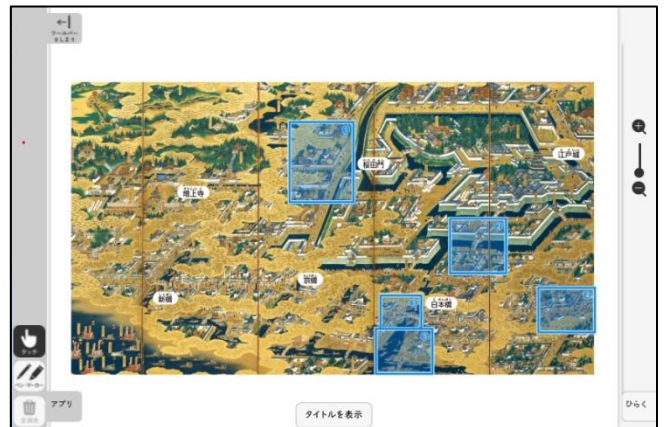 ツールバー
をしまう
桜田門
江戸城
増上寺
新橋
京橋
日本橋
タッチ
ペン・マーカー
アプリ
タイトルを表示
ひらく